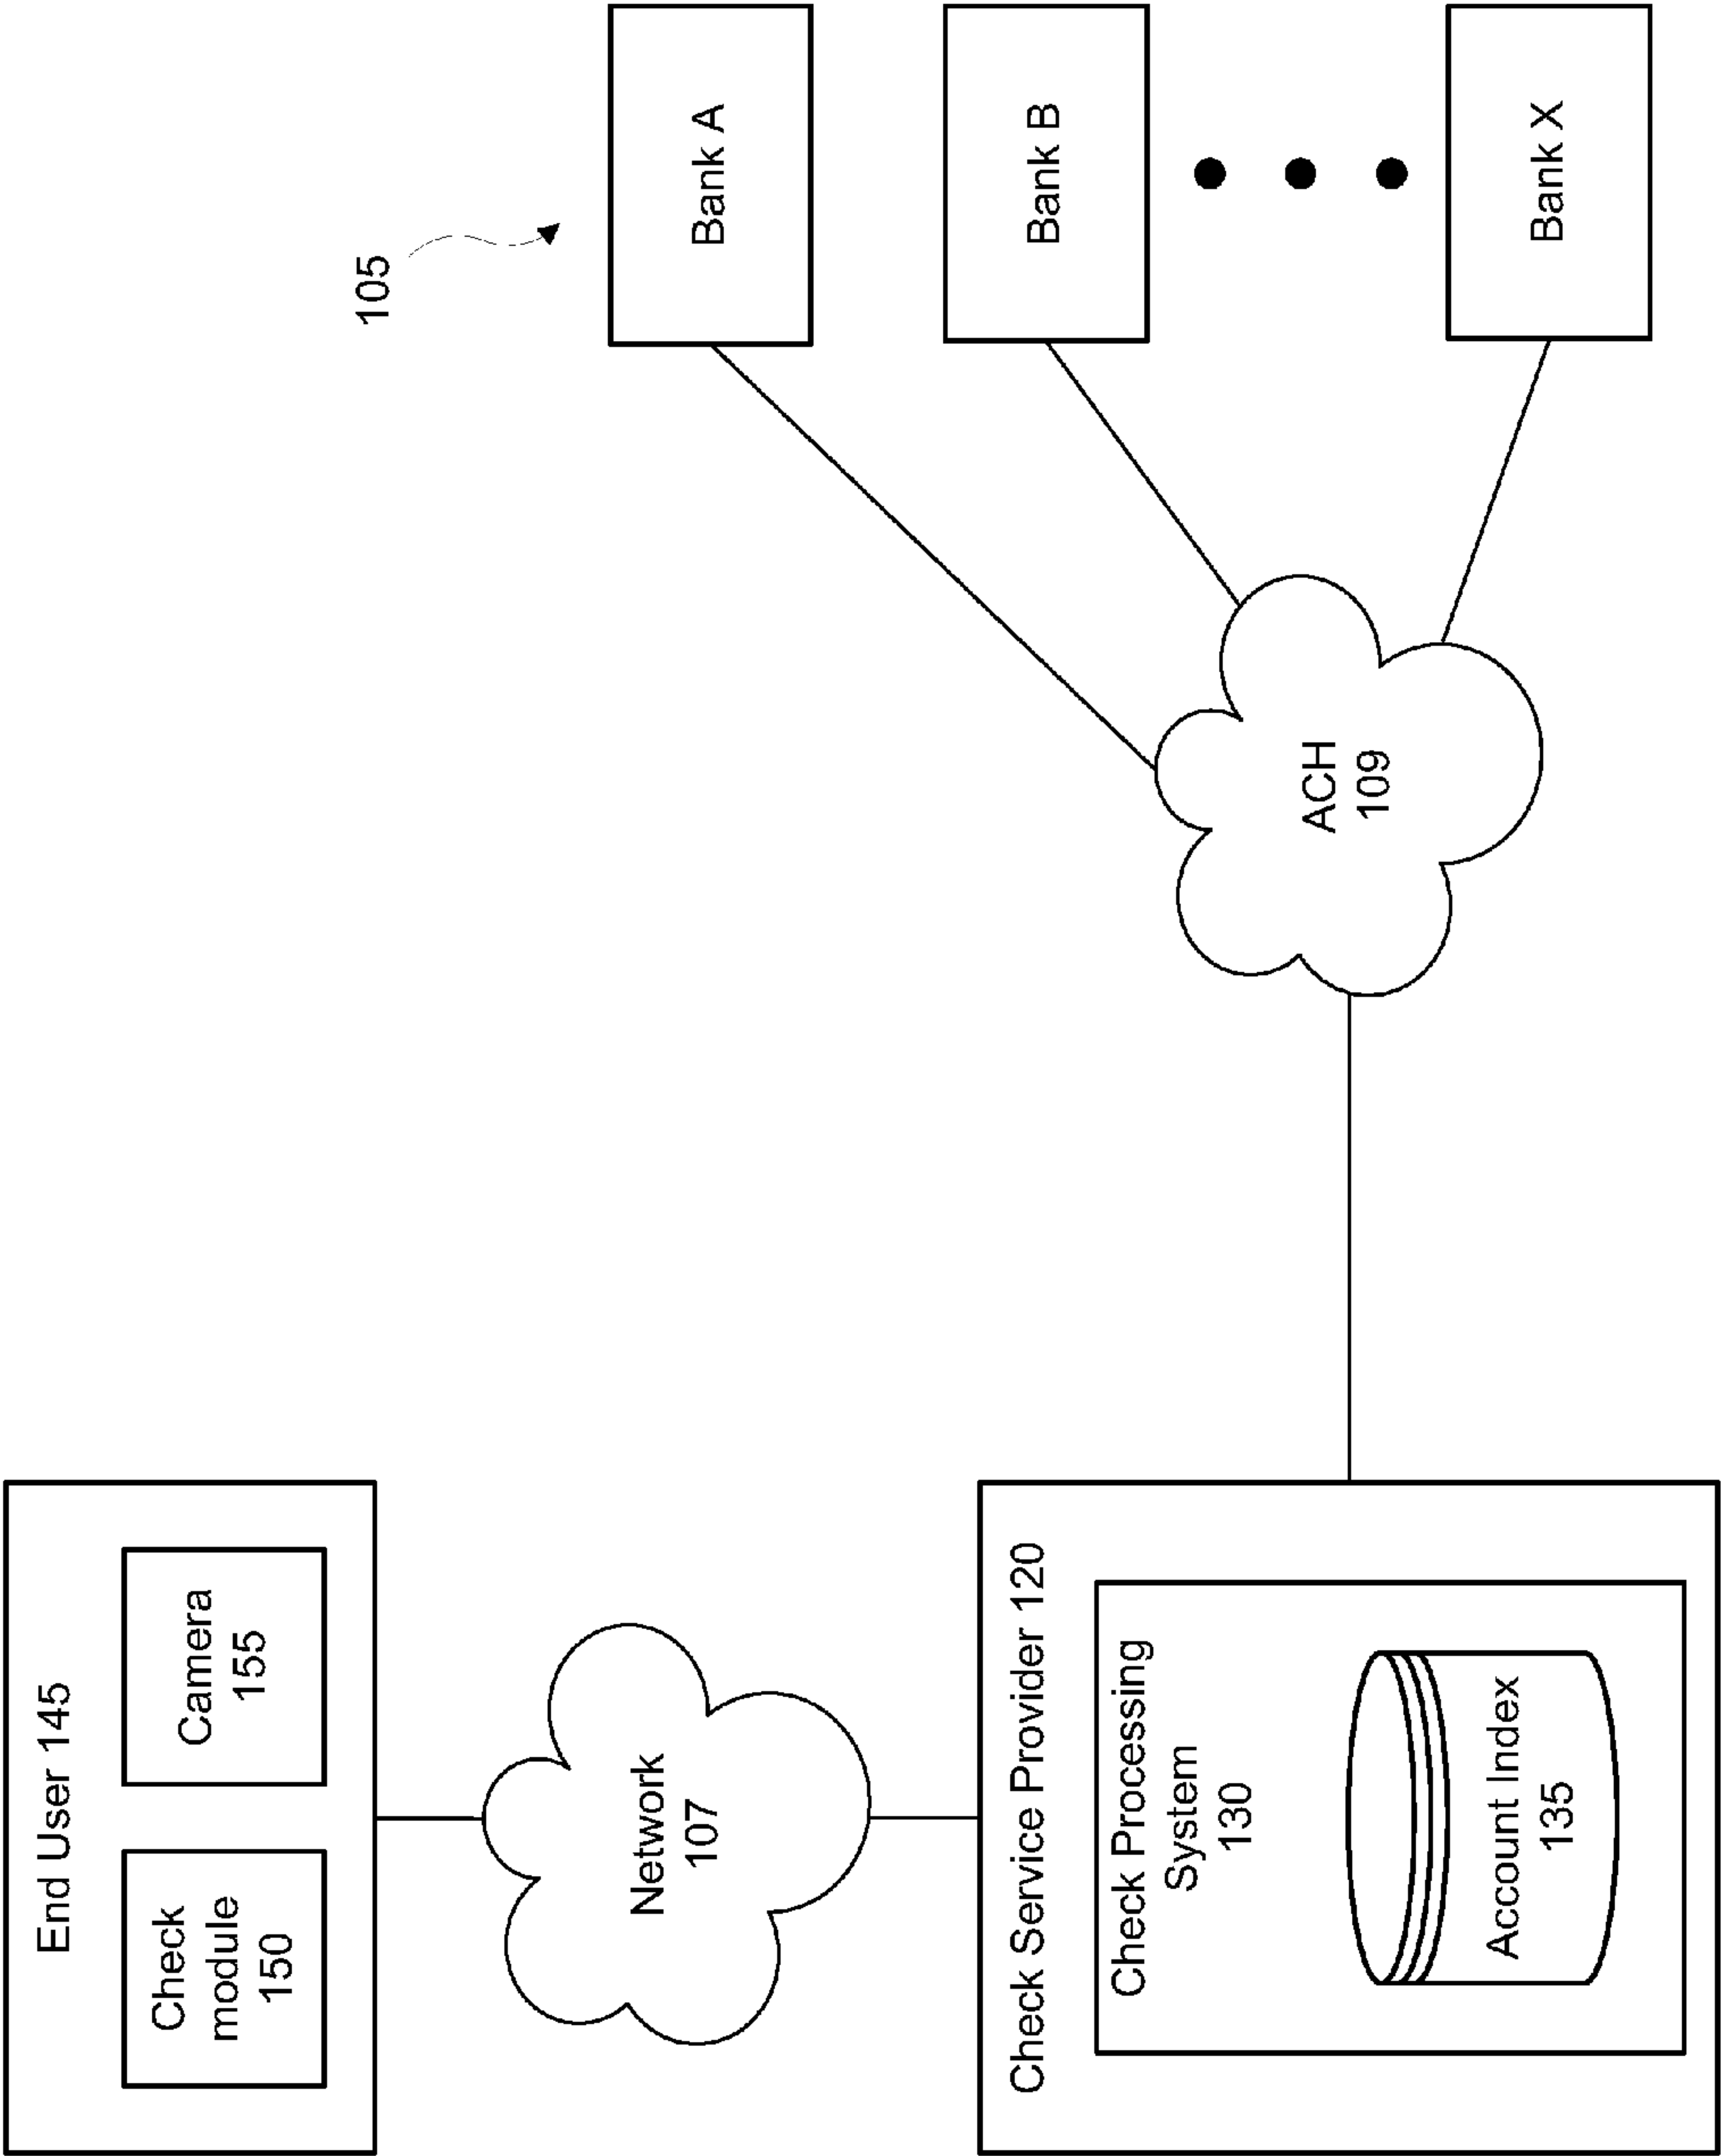 End User 145
Check
module
150
Camera
155
Network
107
Check Service Provider 120
Check Processing
System
130
Account Index
135
ACH
109
105
Bank A
Bank B
Bank X